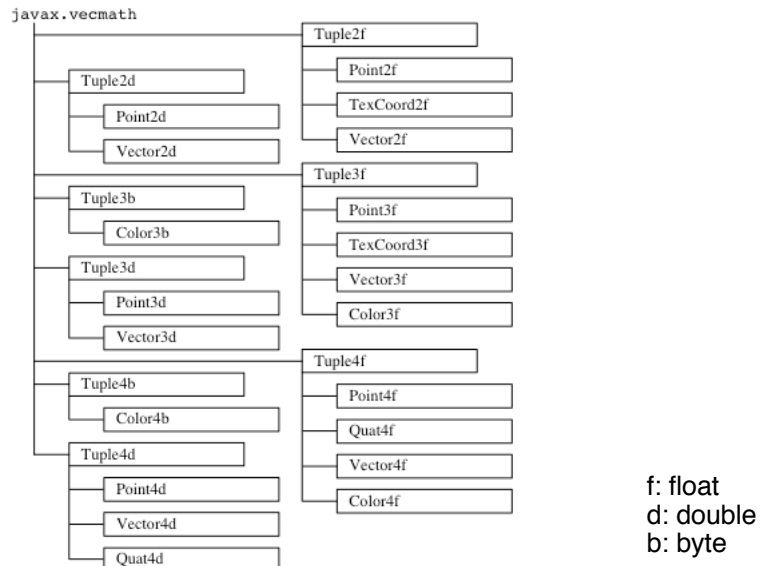 javax.vecmath
Tuple2f
Point2f
TexCoord2f
Vector2f
Tuple2d
Point2d
Vector2d
Tuple3f
Point3f
TexCoord3f
Vector3f
Color3f
Tuple3b
Color3b
Tuple3d
Point3d
Vector3d
Tuple4f
Point4f
Quat4f
Vector4f
Color4f
Tuple4b
Color4b
Tuple4d
Point4d
Vector4d
Quat4d
f: float
d: double
b: byte